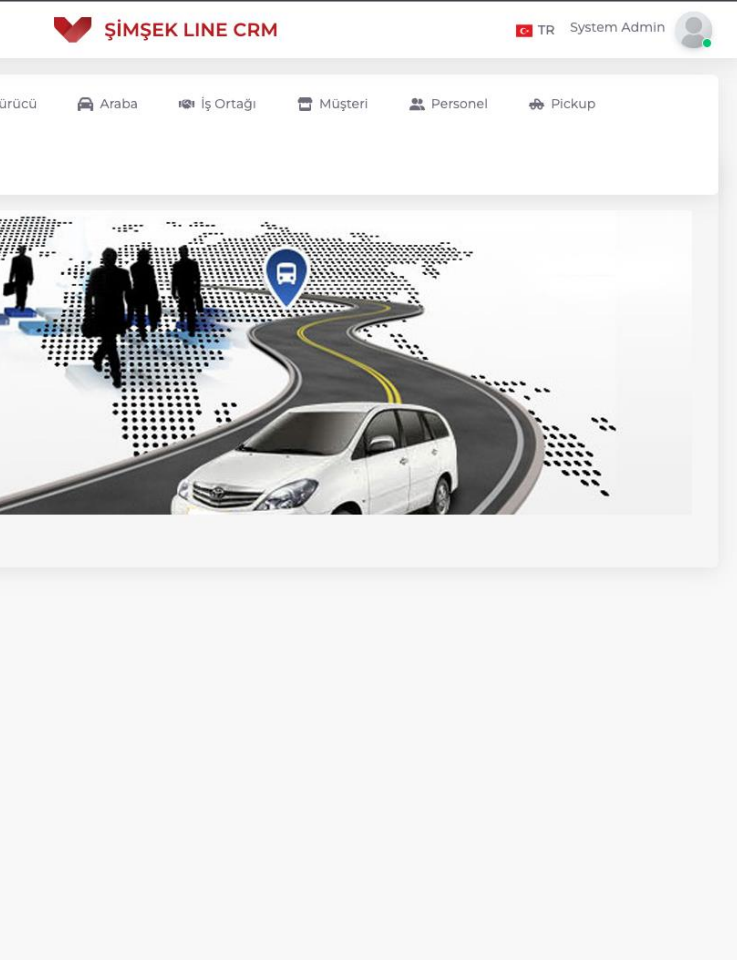 ŞİMŞEK LINE CRM
TR
System Admin
ürücü
Araba
İş Ortağı
Müşteri
Personel
Pickup